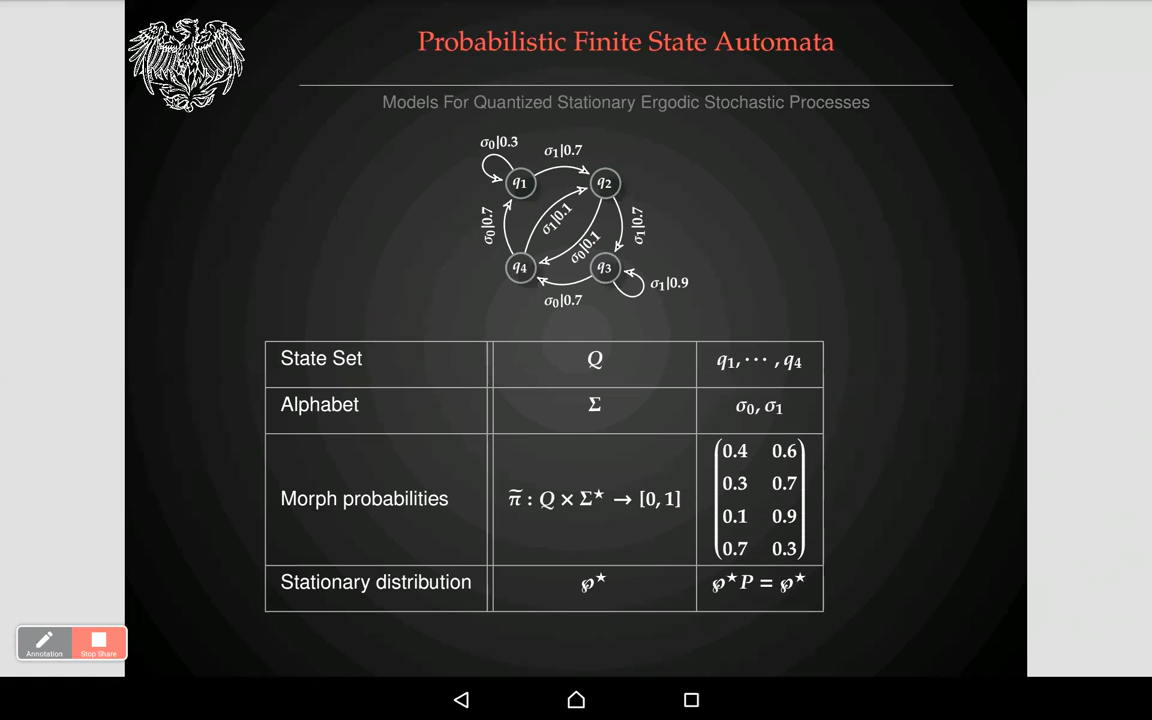 Probabilistic Finite State Automata
Models For Quantized Stationary Ergodic Stochastic Processes
σ₀|0.3
σ₁|0.7
q₁
q₂
σ₀|0.7
σ₁|0.1
σ₀|0.1
σ₁|0.7
q₄
q₃
σ₁|0.9
σ₀|0.7
State Set Q q₁, ⋯ , q₄
Alphabet Σ σ₀, σ₁
0.4 0.6
0.3 0.7
Morph probabilities π̃ : Q × Σ★ → [0, 1]
0.1 0.9
0.7 0.3
Stationary distribution ℘★ ℘★P = ℘★
Annotation
Stop Share